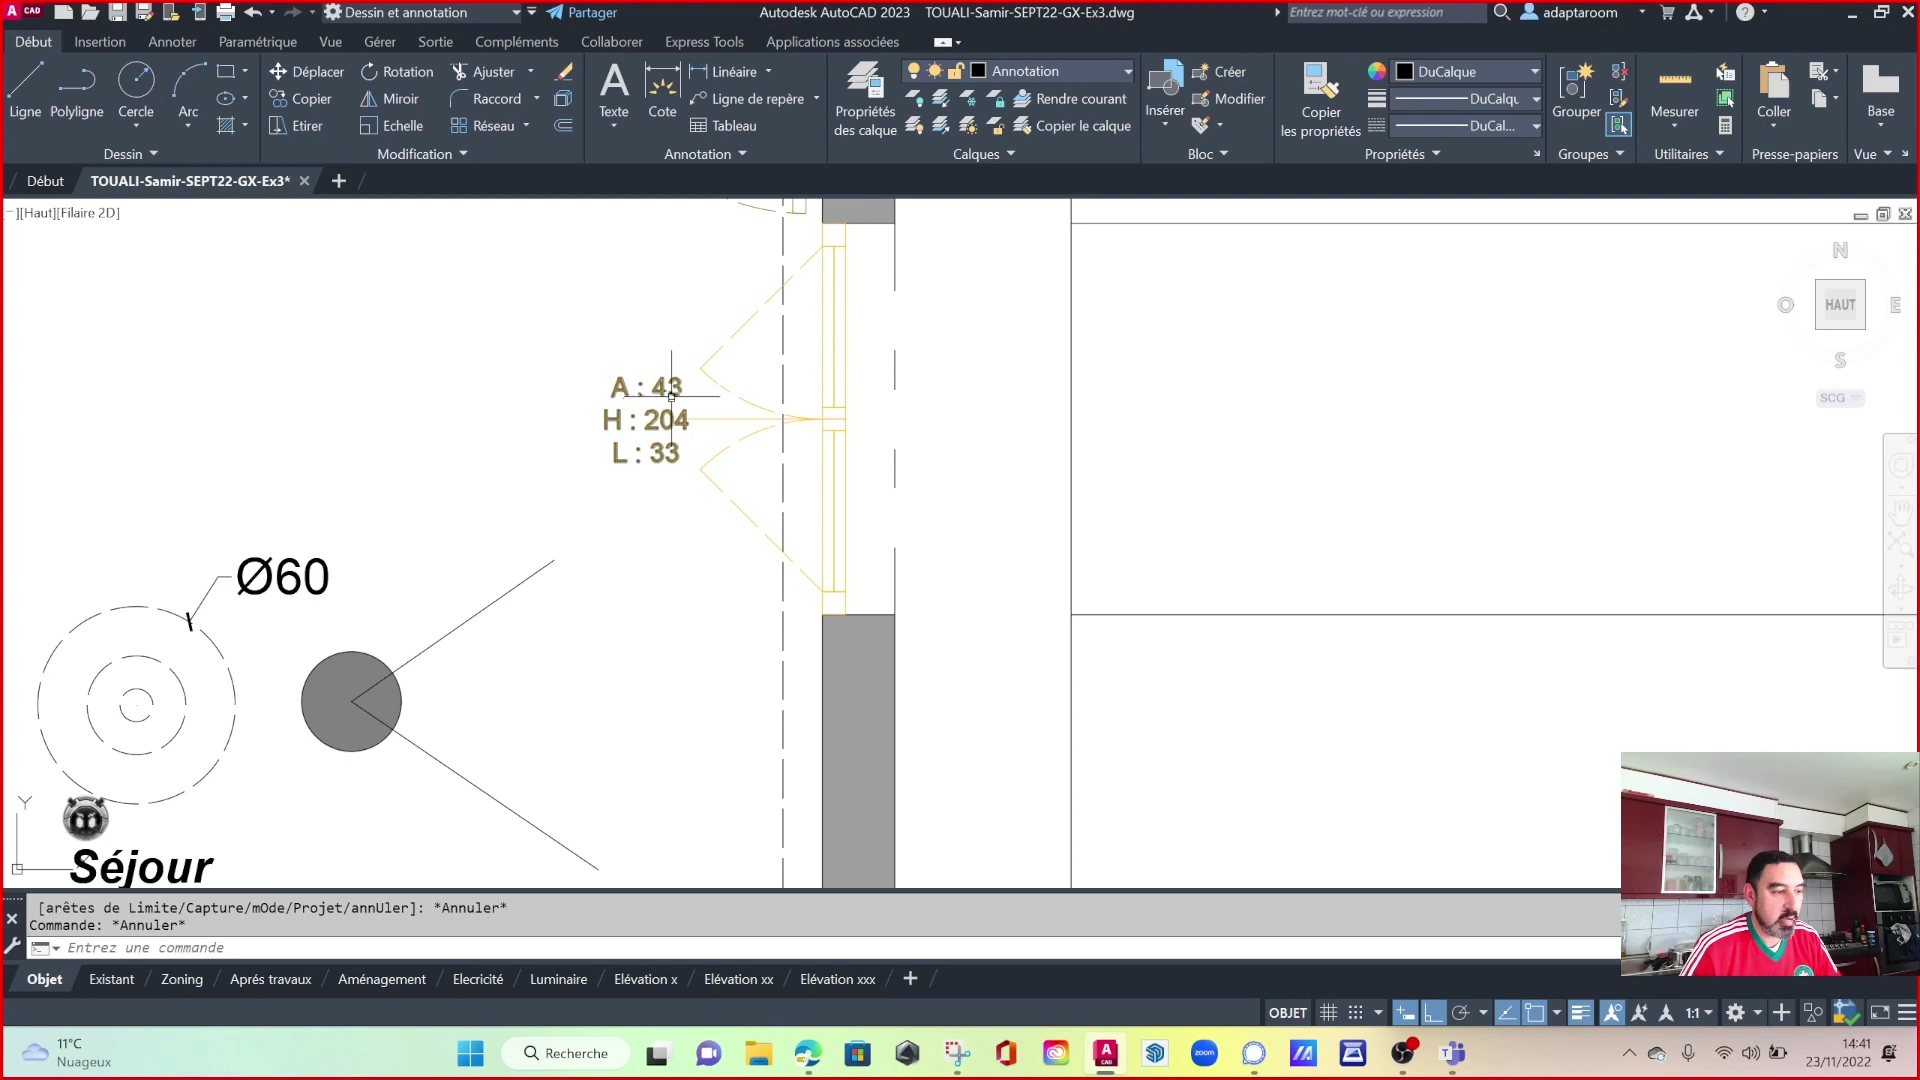 A CAD
Dessin et annotation
Partager
Autodesk AutoCAD 2023 TOUALI-Samir-SEPT22-GX-Ex3.dwg
Entrez mot-clé ou expression
adaptaroom
Début Insertion Annoter Paramétrique Vue Gérer Sortie Compléments Collaborer Express Tools Applications associées
Ligne Polyligne Cercle Arc
Dessin
Déplacer Rotation Ajuster
Copier Miroir Raccord
Etirer Echelle Réseau
Modification
Texte Cote
Linéaire
Ligne de repère
Tableau
Annotation
Propriétés des calque
Annotation
Rendre courant
Copier le calque
Calques
Insérer
Créer
Modifier
Bloc
Copier les propriétés
DuCalque
DuCalqu
DuCal...
Propriétés
Grouper
Groupes
Mesurer
Utilitaires
Coller
Presse-papiers
Base
Vue
Début TOUALI-Samir-SEPT22-GX-Ex3*
][Haut][Filaire 2D]
N
O HAUT E
S
SCG
A : 43
H : 204
L : 33
Ø60
Y
Séjour
[arêtes de Limite/Capture/mOde/Projet/annUler]: *Annuler*
Commande: *Annuler*
Entrez une commande
Objet Existant Zoning Aprés travaux Aménagement Elecricité Luminaire Elévation x Elévation xx Elévation xxx
OBJET 1:1
11°C
Nuageux
Recherche
zoom
14:41
23/11/2022